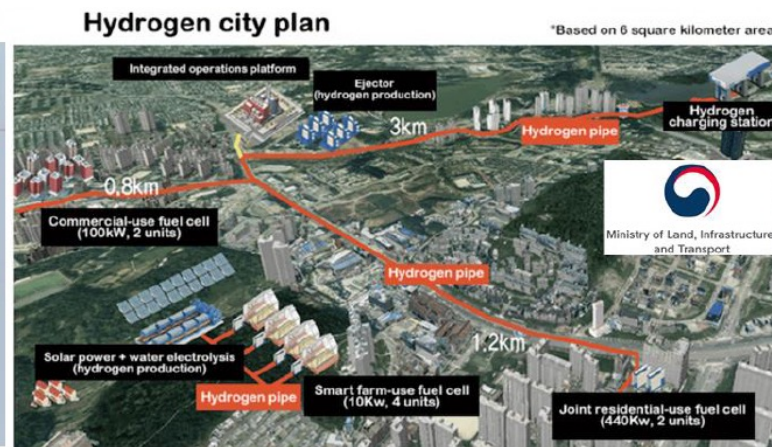 Hydrogen city plan
*Based on 6 square kilometer area
Integrated operations platform
Ejector
(hydrogen production)
3km
Hydrogen pipe
Hydrogen
charging station
0.8km
Commercial-use fuel cell
(100kW, 2 units)
Ministry of Land, Infrastructure
and Transport
Hydrogen pipe
1.2km
Solar power + water electrolysis
(hydrogen production)
Hydrogen pipe
Smart farm-use fuel cell
(10Kw, 4 units)
Joint residential-use fuel cell
(440Kw, 2 units)